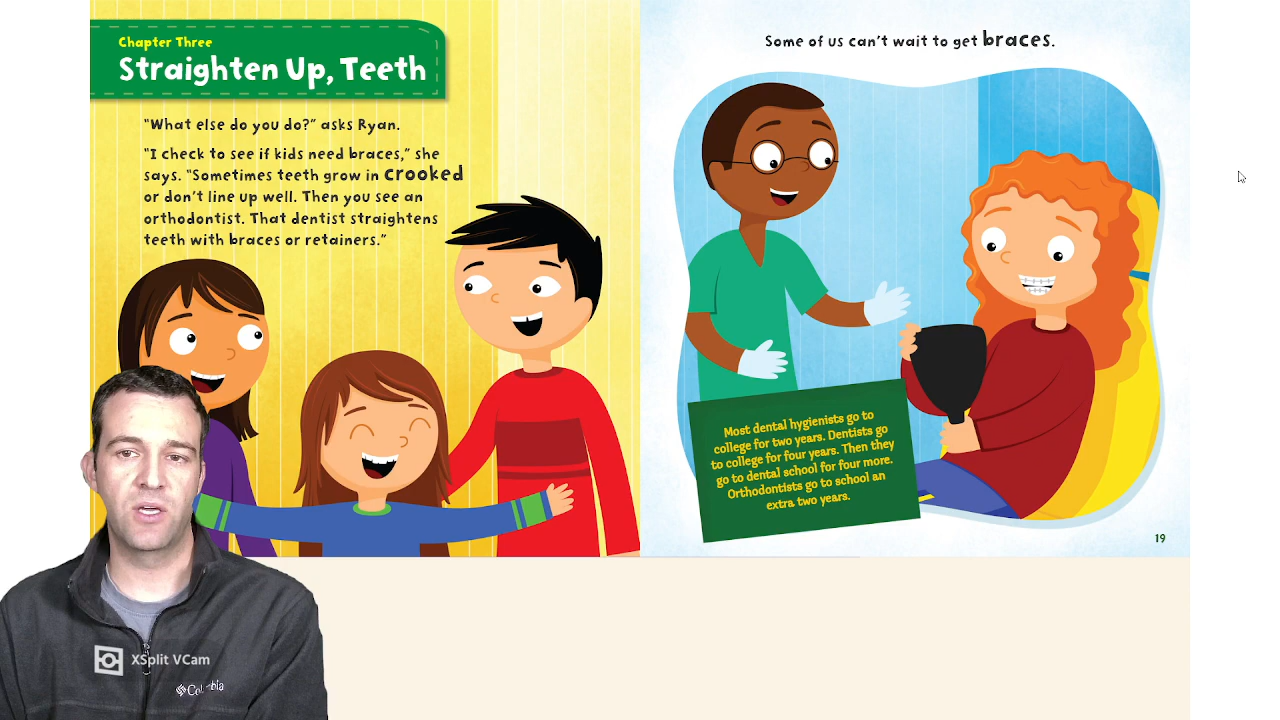 Chapter Three
Straighten Up, Teeth
“What else do you do?” asks Ryan.
“I check to see if kids need braces,” she
says. “Sometimes teeth grow in crooked
or don’t line up well. Then you see an
orthodontist. That dentist straightens
teeth with braces or retainers.”
Some of us can’t wait to get braces.
Most dental hygienists go to
college for two years. Dentists go
to college for four years. Then they
go to dental school for four more.
Orthodontists go to school an
extra two years.
19
XSplit VCam